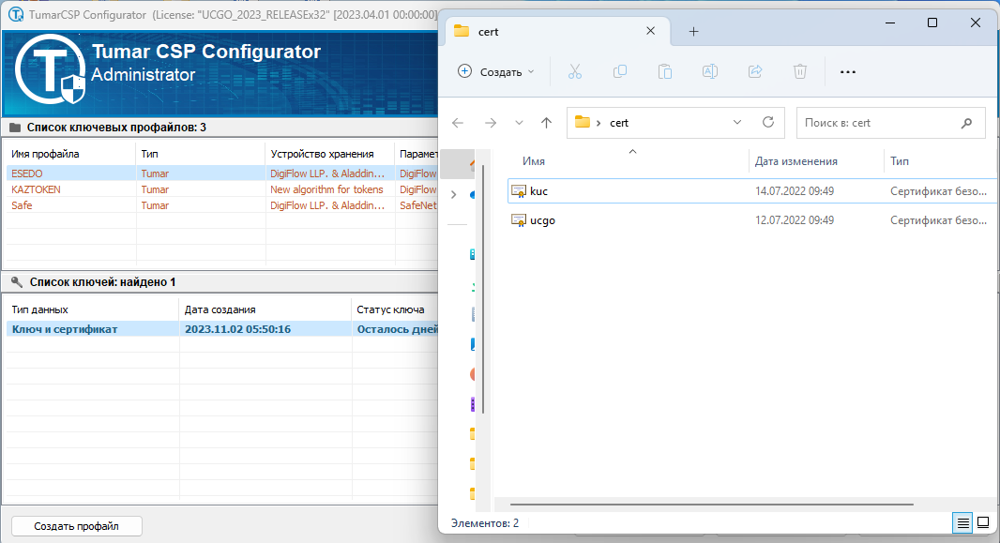 TumarCSP Configurator (License: "UCGO_2023_RELEASEx32" [2023.04.01 00:00:00]
Tumar CSP Configurator
Administrator
Список ключевых профайлов: 3
Имя профайла Тип Устройство хранения Парамет
ESEDO Tumar DigiFlow LLP. & Aladdin... DigiFlow
KAZTOKEN Tumar New algorithm for tokens DigiFlow
Safe Tumar DigiFlow LLP. & Aladdin... SafeNet
Список ключей: найдено 1
Тип данных Дата создания Статус ключа
Ключ и сертификат 2023.11.02 05:50:16 Осталось дней
Создать профайл
cert
Создать
cert
Поиск в: cert
Имя Дата изменения Тип
kuc 14.07.2022 09:49 Сертификат безо...
ucgo 12.07.2022 09:49 Сертификат безо...
Элементов: 2